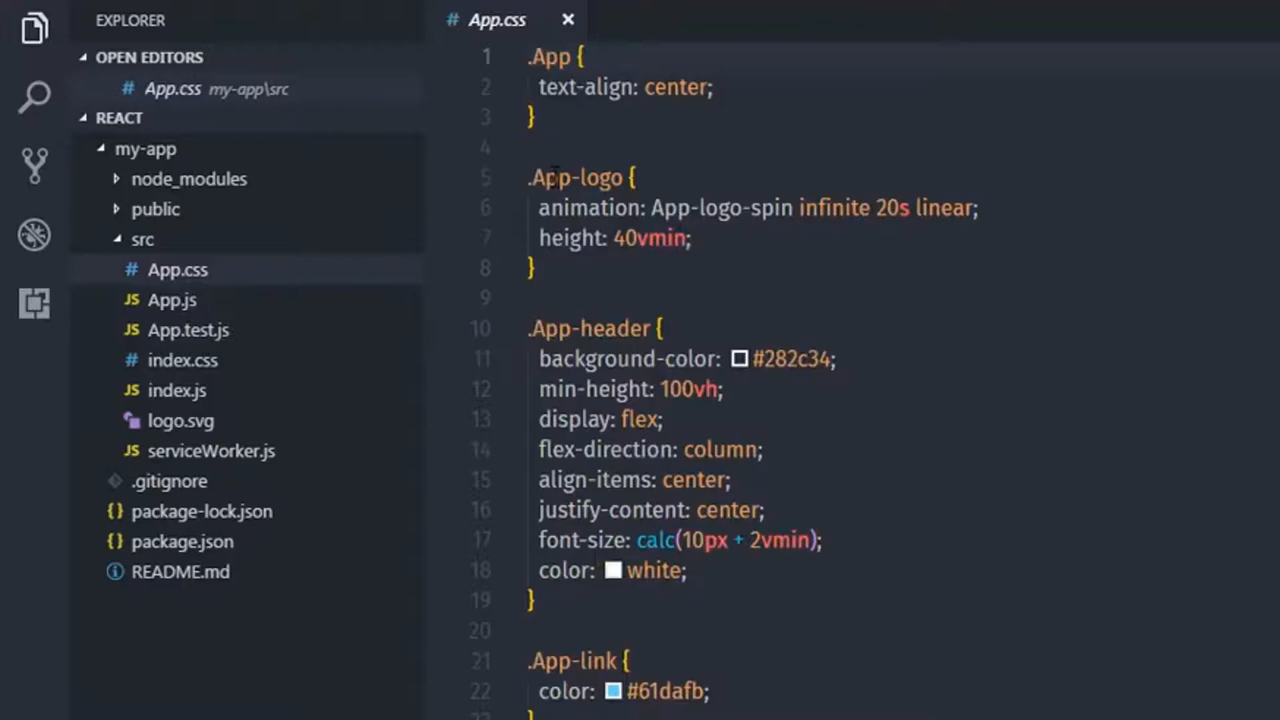 EXPLORER
OPEN EDITORS
# App.css my-app\src
REACT
my-app
node_modules
public
src
# App.css
JS App.js
JS App.test.js
# index.css
JS index.js
logo.svg
JS serviceWorker.js
.gitignore
{} package-lock.json
{} package.json
README.md
# App.css ×
1 .App {
2 text-align: center;
3 }
4
5 .App-logo {
6 animation: App-logo-spin infinite 20s linear;
7 height: 40vmin;
8 }
9
10 .App-header {
11 background-color: #282c34;
12 min-height: 100vh;
13 display: flex;
14 flex-direction: column;
15 align-items: center;
16 justify-content: center;
17 font-size: calc(10px + 2vmin);
18 color: white;
19 }
20
21 .App-link {
22 color: #61dafb;